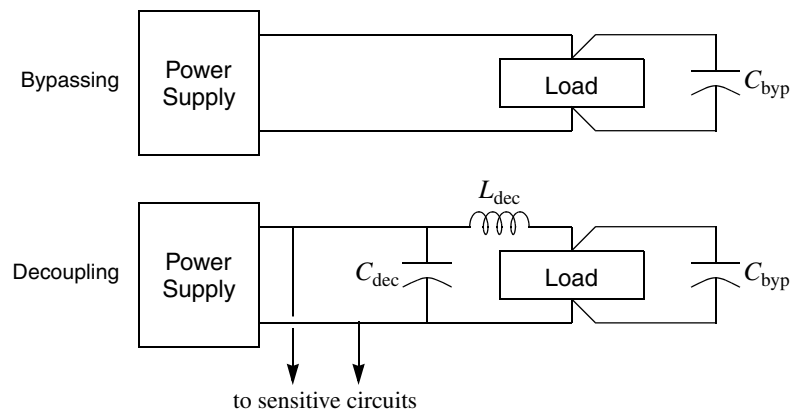 Bypassing
Power
Supply
Load
C_byp
L_dec
Decoupling
Power
Supply
C_dec
Load
C_byp
to sensitive circuits